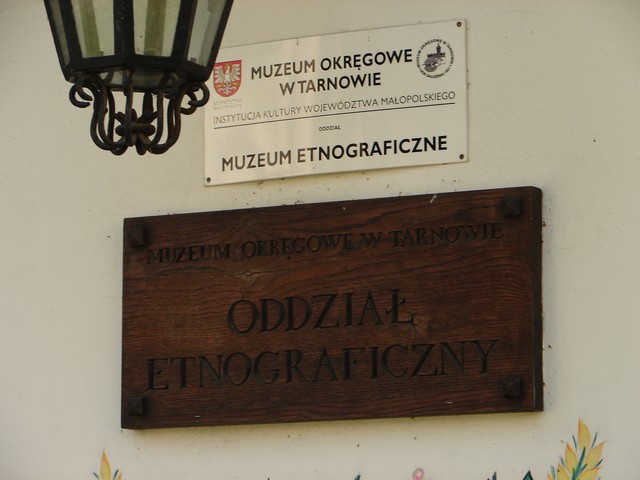 MUZEUM OKRĘGOWE
W TARNOWIE
INSTYTUCJA KULTURY WOJEWÓDZTWA MAŁOPOLSKIEGO
ODDZIAŁ
MUZEUM ETNOGRAFICZNE
MUZEUM OKRĘGOWE W TARNOWIE
ODDZIAŁ
ETNOGRAFICZNY